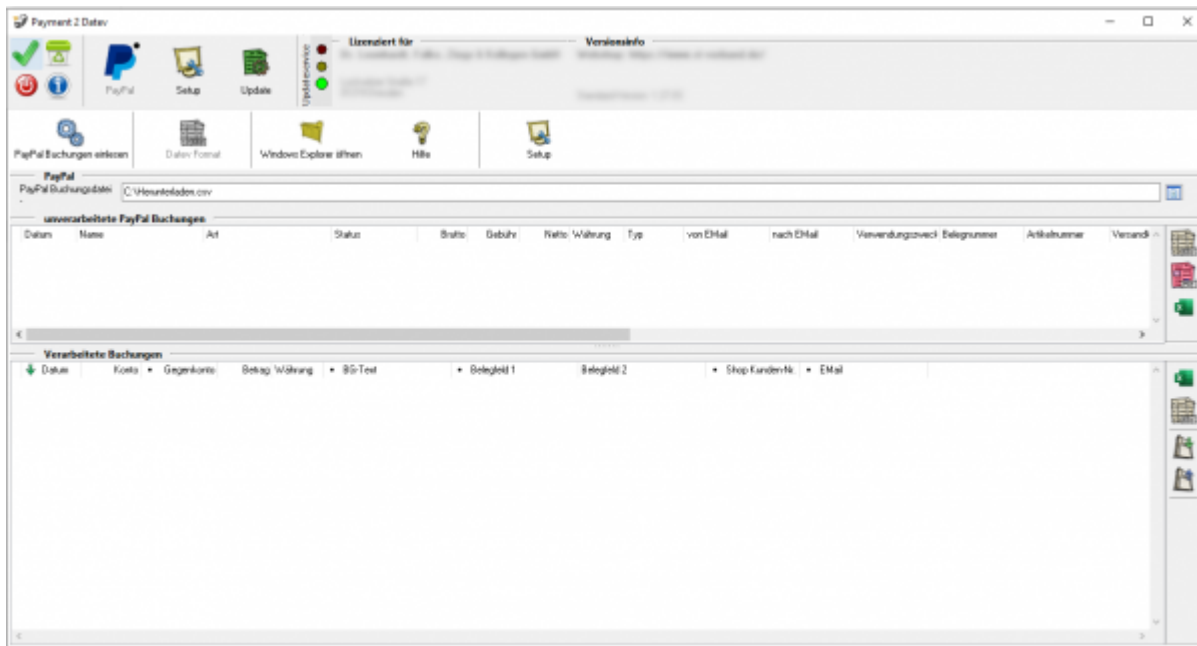 Payment 2 Datev
Lizenziert für
Versionsinfo
Updateservice
PayPal
Setup
Update
PayPal Buchungen einlesen
Datev Format
Windows Explorer öffnen
Hilfe
Setup
PayPal
PayPal Buchungsdatei C:\Herunterladen.csv
unverarbeitete PayPal Buchungen
Datum Name Art Status Brutto Gebühr Netto Währung Typ von EMail nach EMail Verwendungszweck Belegnummer Artikelnummer Versandk
Verarbeitete Buchungen
Datum Konto • Gegenkonto Betrag Währung • BG-Text • Belegfeld 1 Belegfeld 2 • Shop Kunden-Nr. • EMail